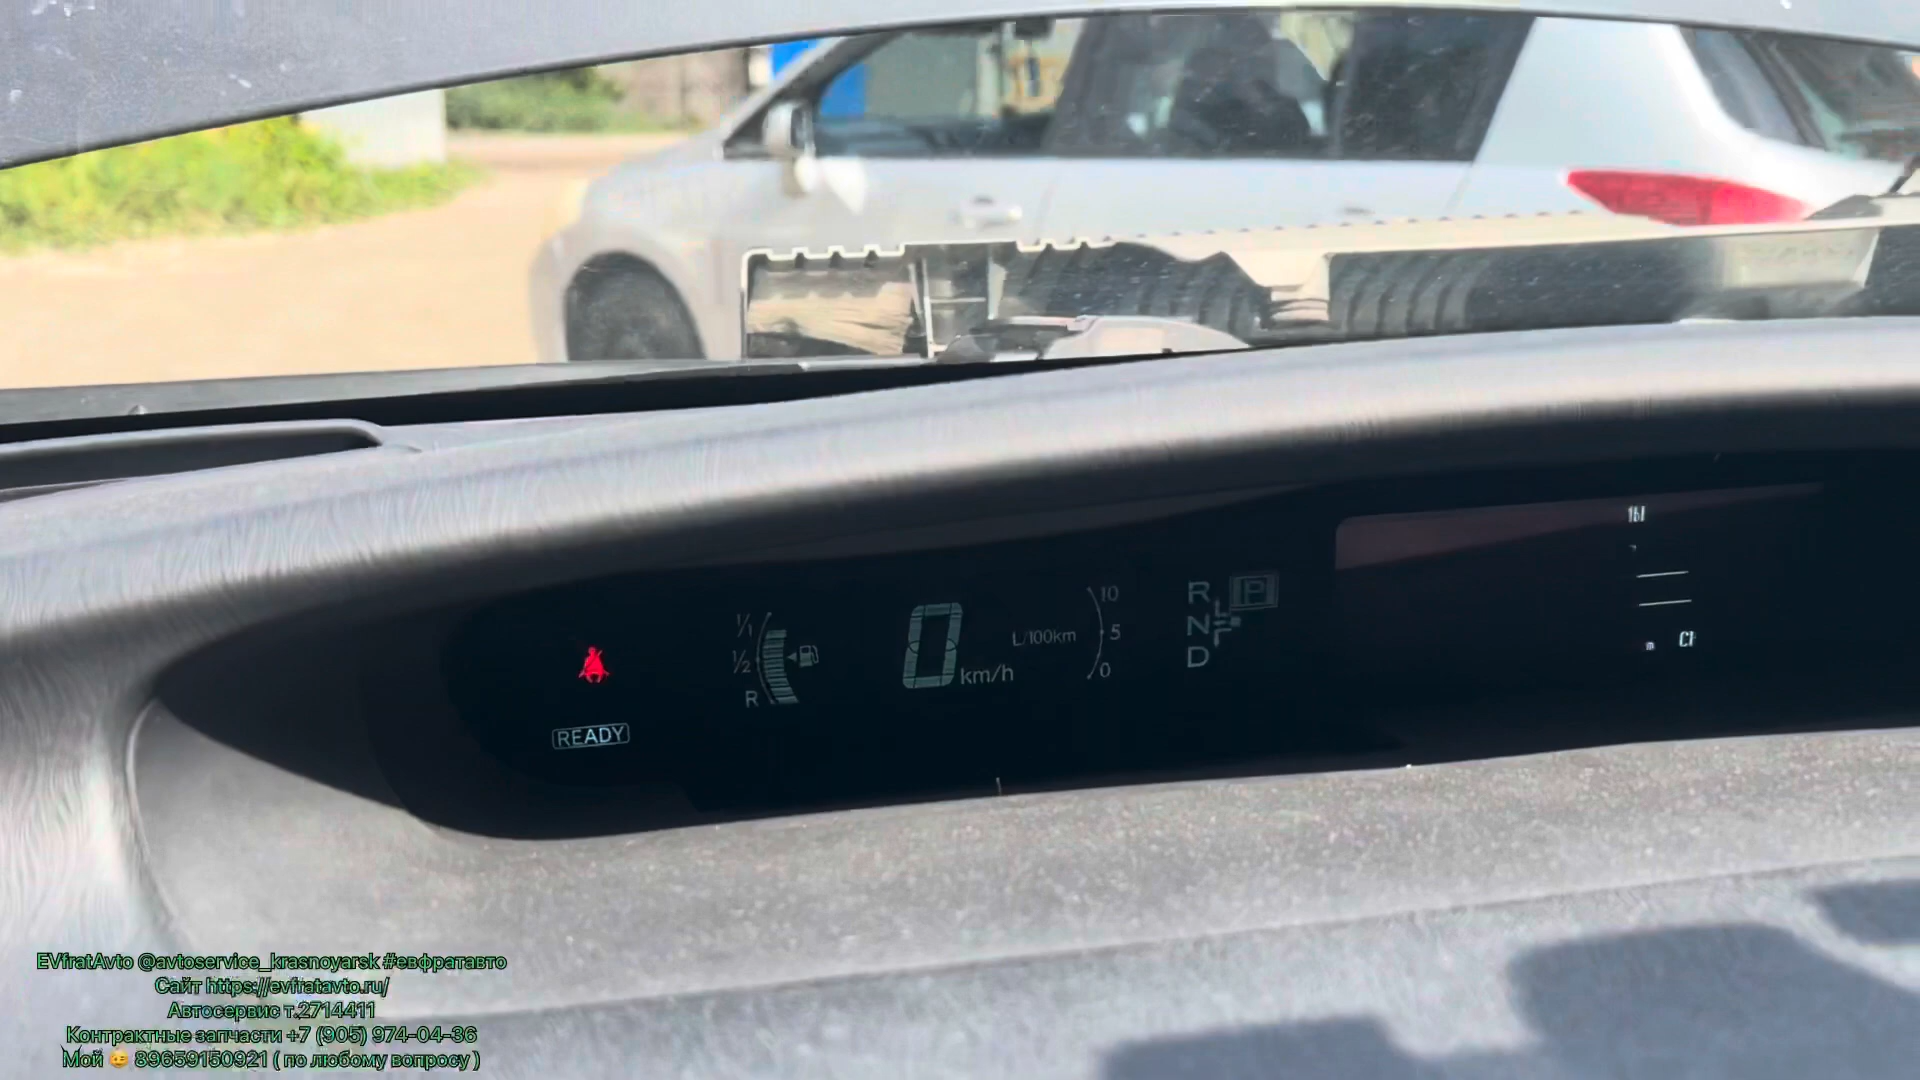 1/1
1/2
R
0
km/h
L/100km
10
5
0
R
N
D
P
READY
EVfratAvto @avtoservice_krasnoyarsk #евфратавто
Сайт https://evfratavto.ru/
Автосервис т.2714411
Контрактные запчасти +7 (905) 974-04-36
Мой 😉 89659150921 ( по любому вопросу )